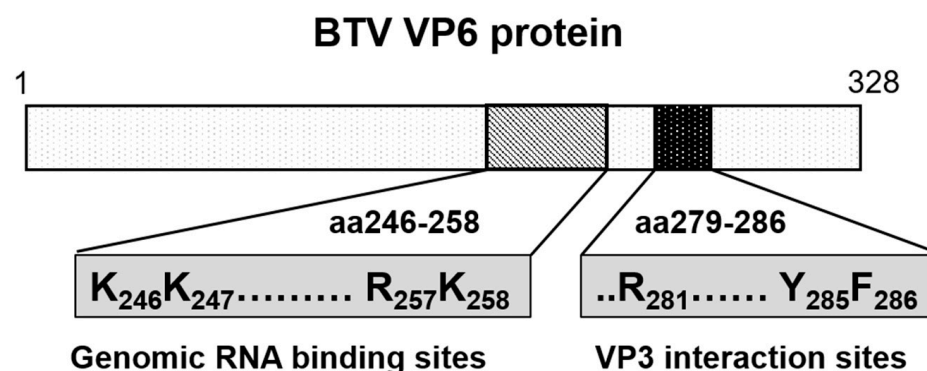 BTV VP6 protein
1 328
aa246-258 aa279-286
K₂₄₆K₂₄₇......... R₂₅₇K₂₅₈ ..R₂₈₁...... Y₂₈₅F₂₈₆
Genomic RNA binding sites VP3 interaction sites